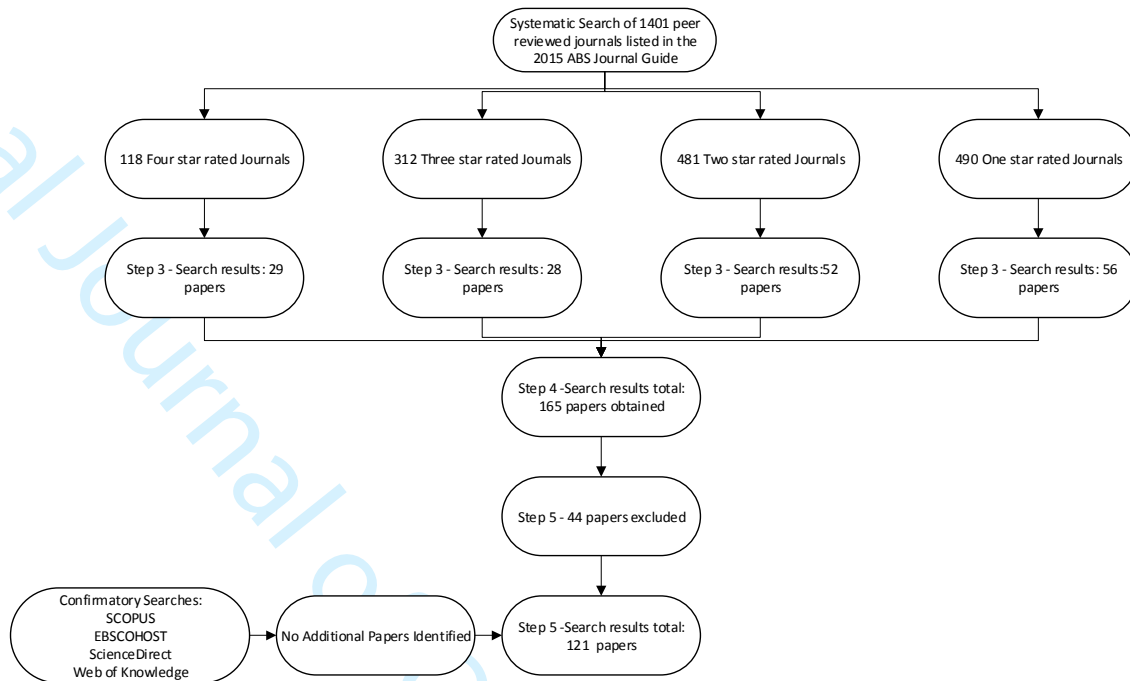 Systematic Search of 1401 peer
reviewed journals listed in the
2015 ABS Journal Guide
118 Four star rated Journals
312 Three star rated Journals
481 Two star rated Journals
490 One star rated Journals
Step 3 - Search results: 29
papers
Step 3 - Search results: 28
papers
Step 3 - Search results:52
papers
Step 3 - Search results: 56
papers
Step 4 -Search results total:
165 papers obtained
Step 5 - 44 papers excluded
Confirmatory Searches:
SCOPUS
EBSCOHOST
ScienceDirect
Web of Knowledge
No Additional Papers Identified
Step 5 -Search results total:
121 papers
al Journal o